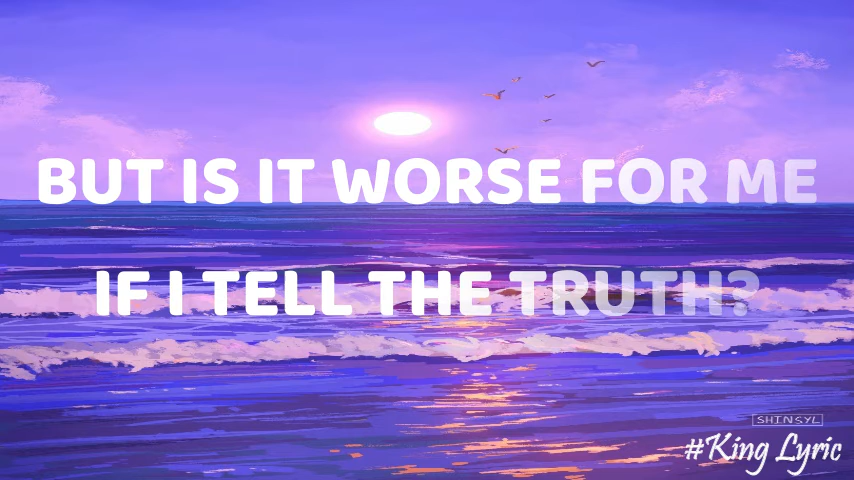 BUT IS IT WORSE FOR ME
IF I TELL THE TRUTH?
SHINSYL
#King Lyric